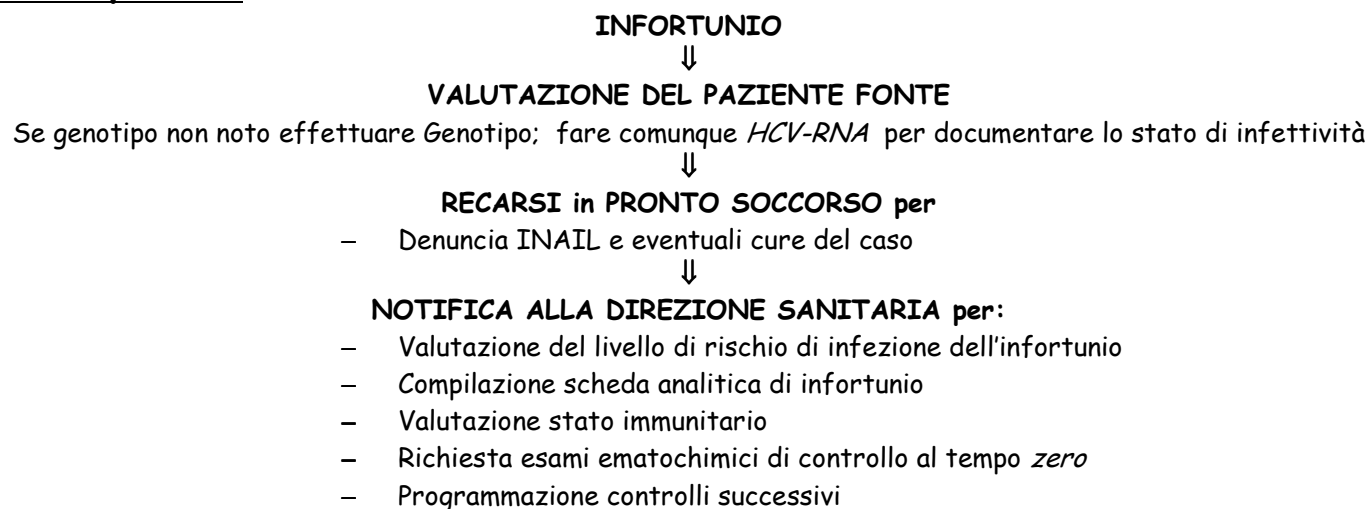 INFORTUNIO
⇓
VALUTAZIONE DEL PAZIENTE FONTE
Se genotipo non noto effettuare Genotipo; fare comunque HCV-RNA per documentare lo stato di infettività
⇓
RECARSI in PRONTO SOCCORSO per
– Denuncia INAIL e eventuali cure del caso
⇓
NOTIFICA ALLA DIREZIONE SANITARIA per:
– Valutazione del livello di rischio di infezione dell'infortunio
– Compilazione scheda analitica di infortunio
– Valutazione stato immunitario
– Richiesta esami ematochimici di controllo al tempo zero
– Programmazione controlli successivi